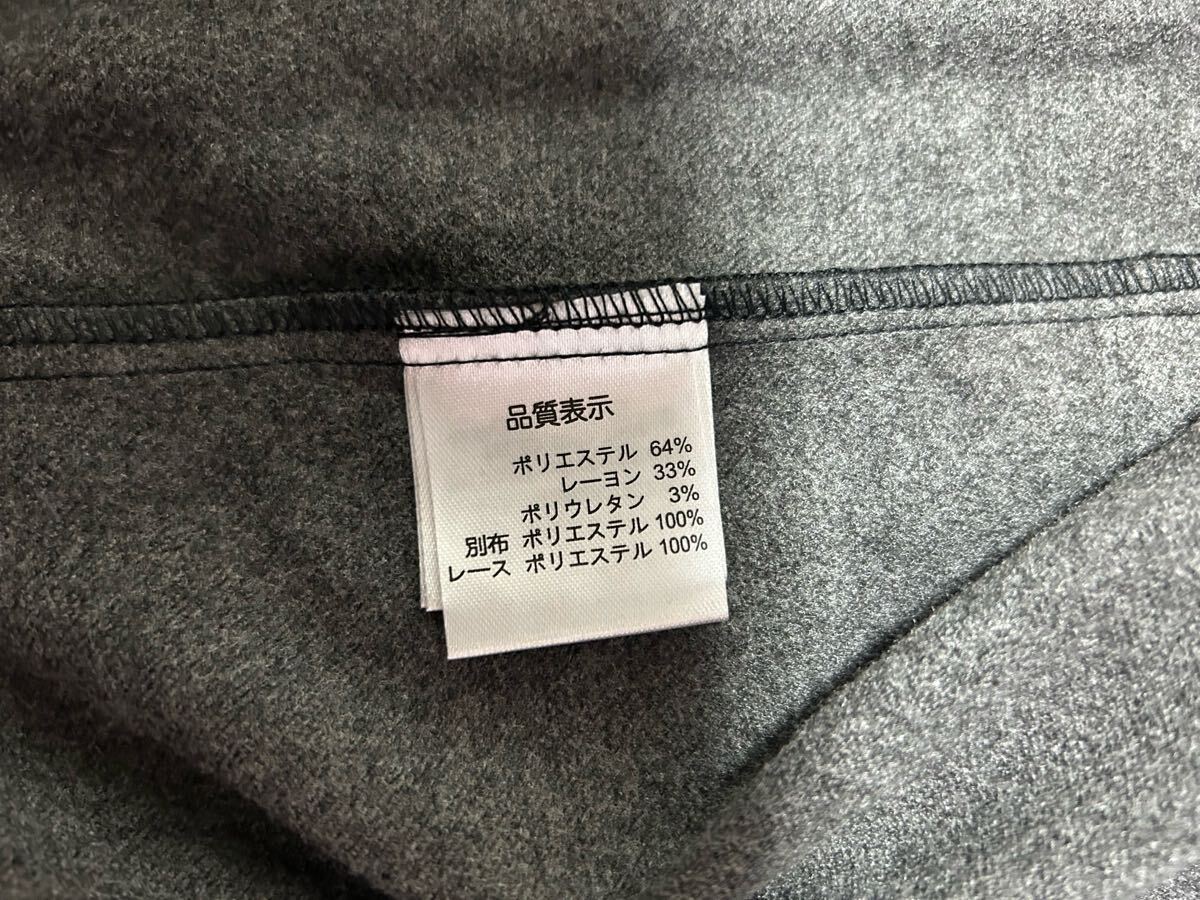 品質表示
ポリエステル 64%
レーヨン 33%
ポリウレタン 3%
別布 ポリエステル 100%
レース ポリエステル 100%